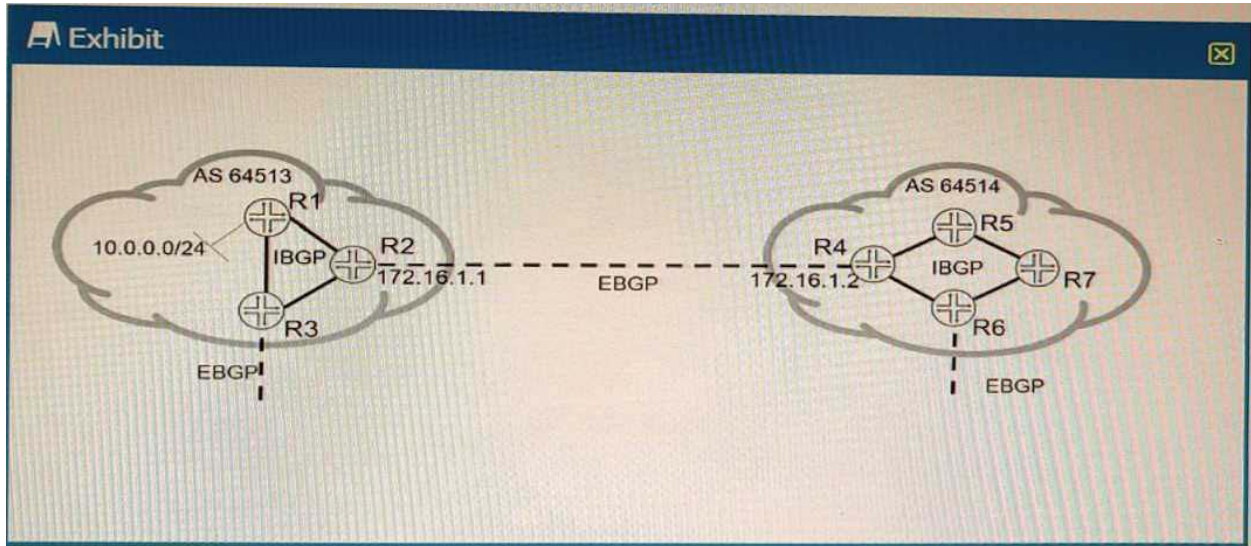 Exhibit
AS 64513
R1
10.0.0.0/24
IBGP
R2
172.16.1.1
R3
EBGP
EBGP
AS 64514
R5
R4
IBGP
172.16.1.2
R7
R6
EBGP